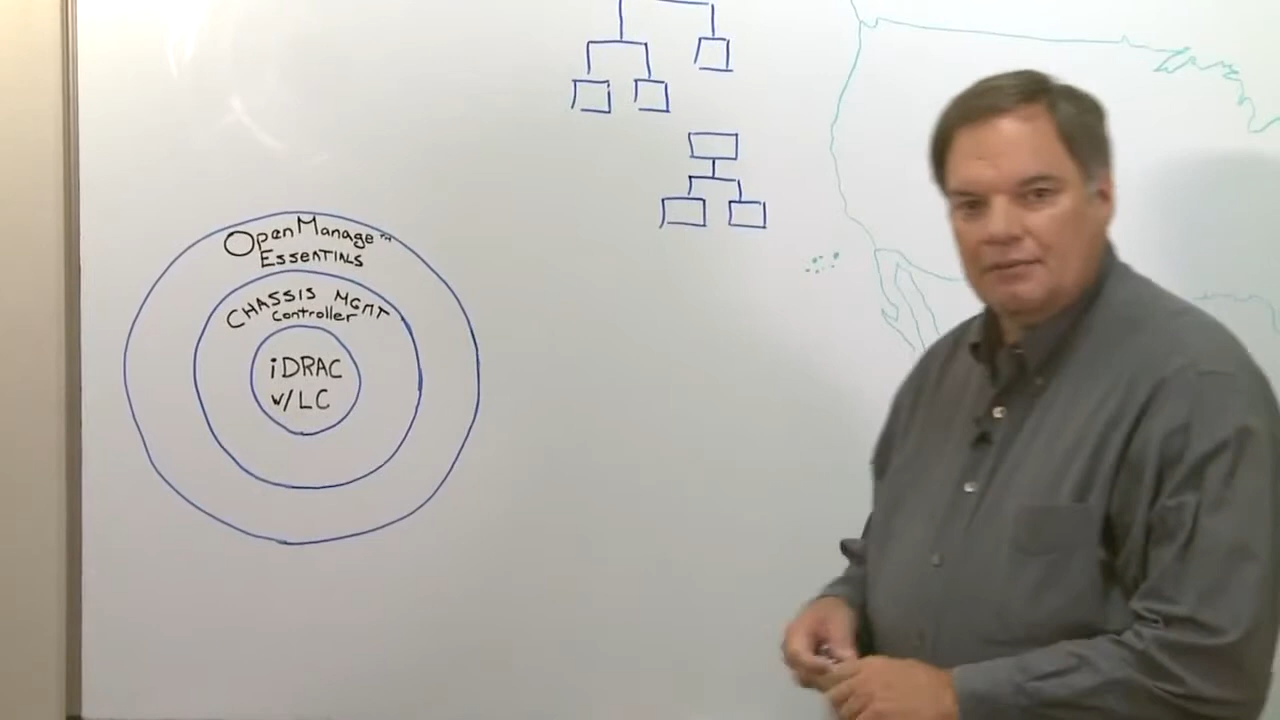 OpenManage™
ESSENTIALS
CHASSIS MGMT
Controller
iDRAC
w/LC